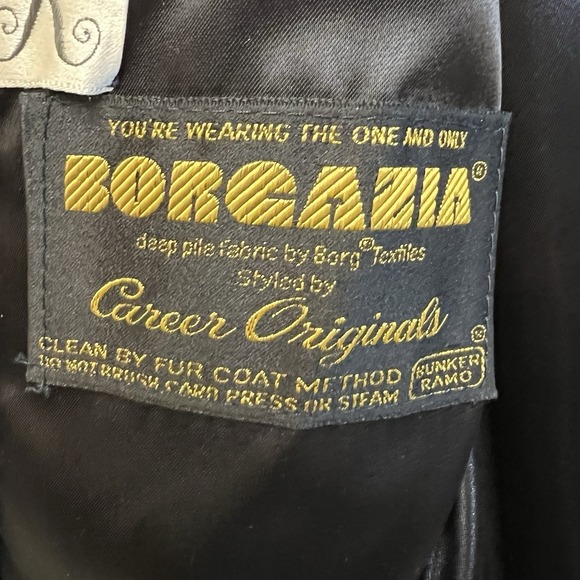 YOU'RE WEARING THE ONE AND ONLY
BORGAZIA®
deep pile fabric by Borg® Textiles
Styled by
Career Originals
CLEAN BY FUR COAT METHOD
DO NOT BRUSH CARD PRESS OR STEAM
BUNKER
RAMO